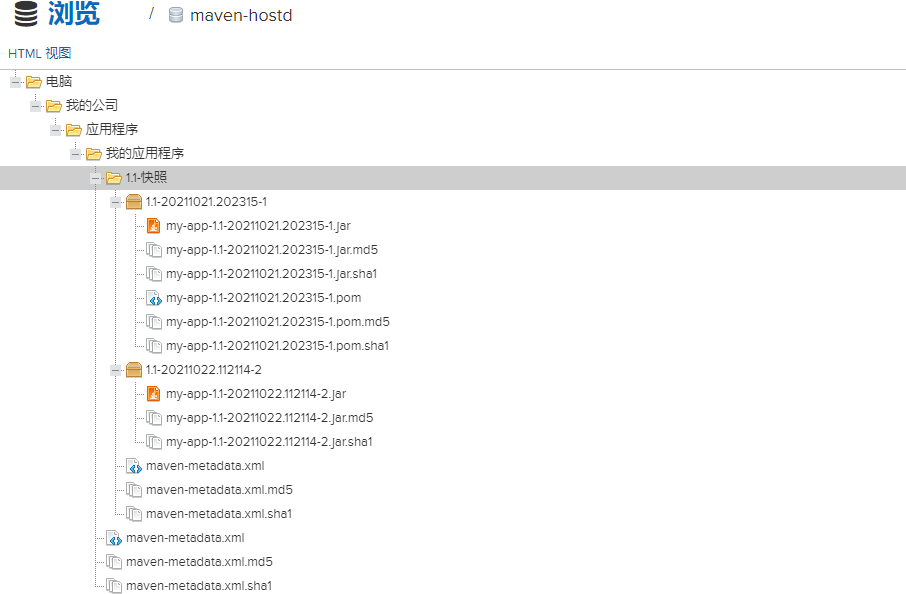 浏览 / maven-hostd
HTML 视图
电脑
我的公司
应用程序
我的应用程序
1.1-快照
1.1-20211021.202315-1
my-app-1.1-20211021.202315-1.jar
my-app-1.1-20211021.202315-1.jar.md5
my-app-1.1-20211021.202315-1.jar.sha1
my-app-1.1-20211021.202315-1.pom
my-app-1.1-20211021.202315-1.pom.md5
my-app-1.1-20211021.202315-1.pom.sha1
1.1-20211022.112114-2
my-app-1.1-20211022.112114-2.jar
my-app-1.1-20211022.112114-2.jar.md5
my-app-1.1-20211022.112114-2.jar.sha1
maven-metadata.xml
maven-metadata.xml.md5
maven-metadata.xml.sha1
maven-metadata.xml
maven-metadata.xml.md5
maven-metadata.xml.sha1